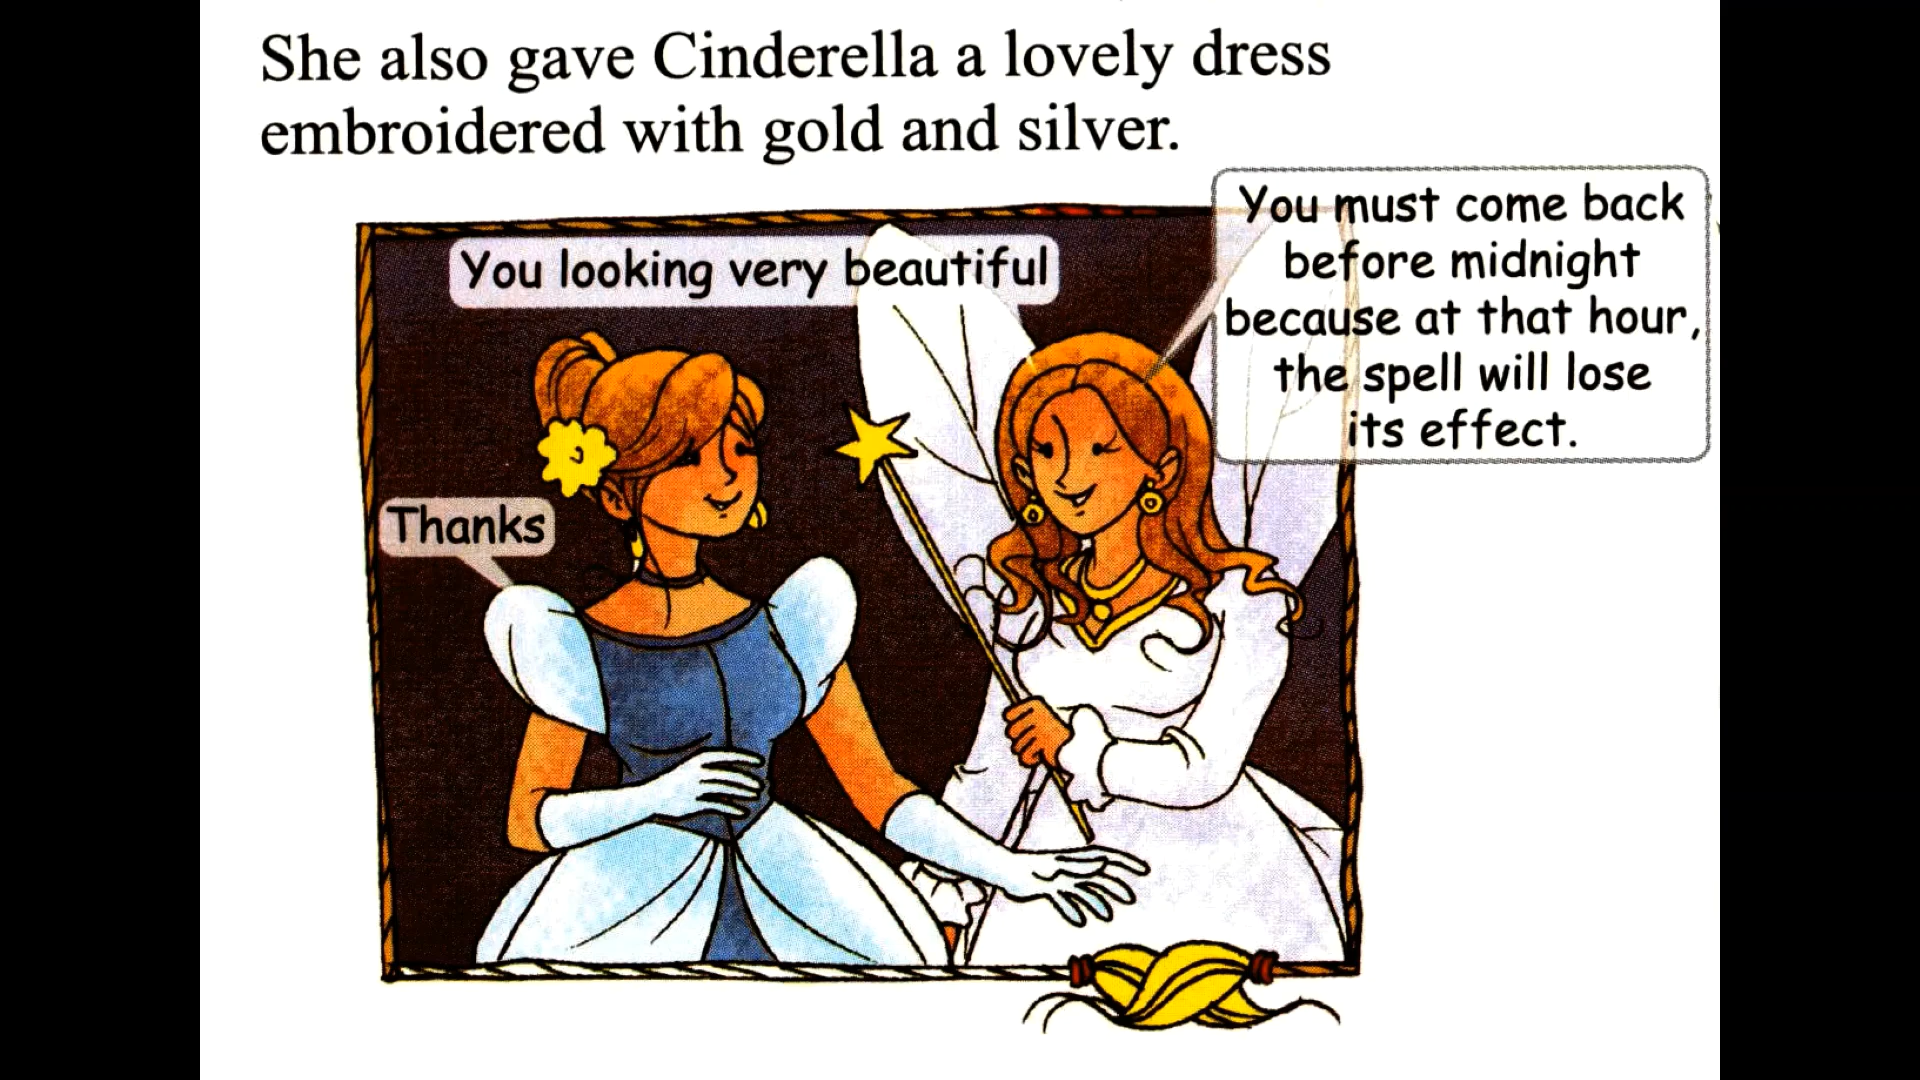 She also gave Cinderella a lovely dress
embroidered with gold and silver.
You looking very beautiful
You must come back
before midnight
because at that hour,
the spell will lose
its effect.
Thanks